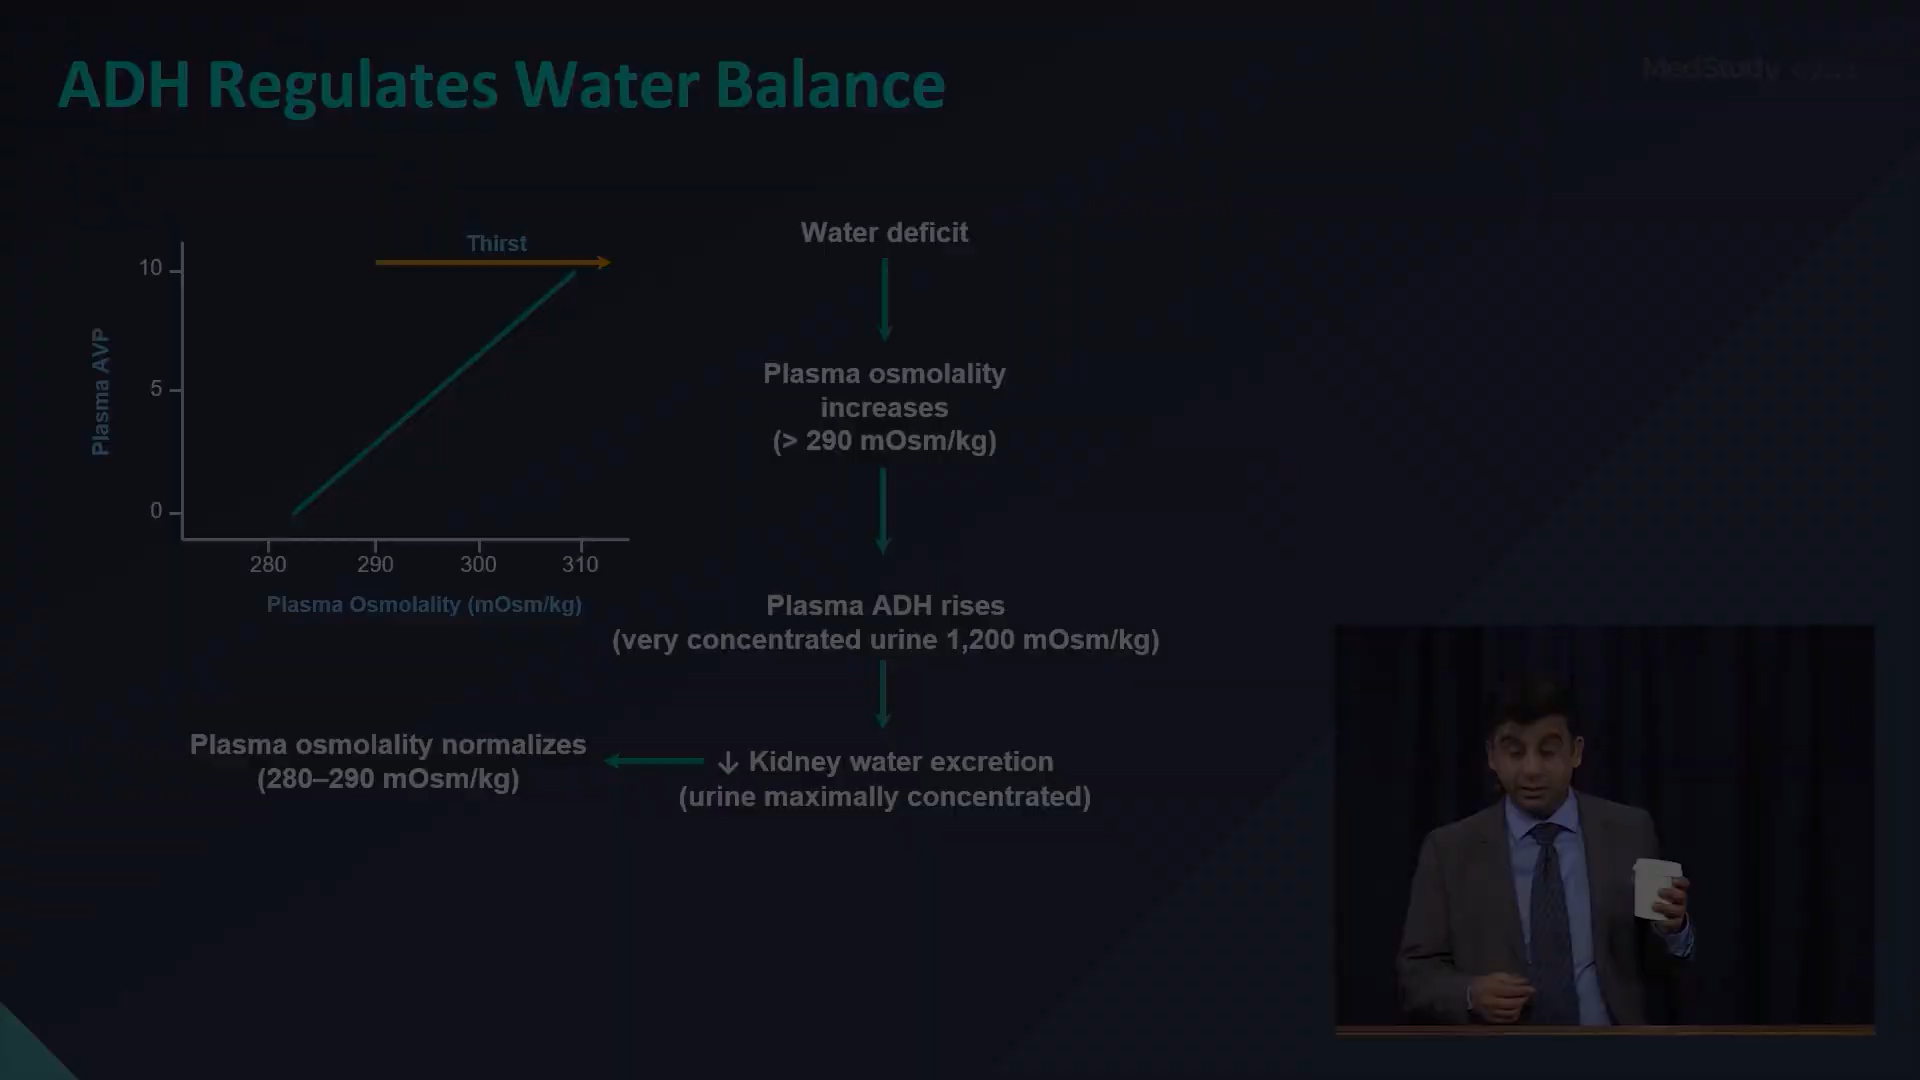 ADH Regulates Water Balance
MedStudy
Thirst
10
5
0
Plasma AVP
280 290 300 310
Plasma Osmolality (mOsm/kg)
Water deficit
Plasma osmolality
increases
(> 290 mOsm/kg)
Plasma ADH rises
(very concentrated urine 1,200 mOsm/kg)
↓ Kidney water excretion
(urine maximally concentrated)
Plasma osmolality normalizes
(280–290 mOsm/kg)